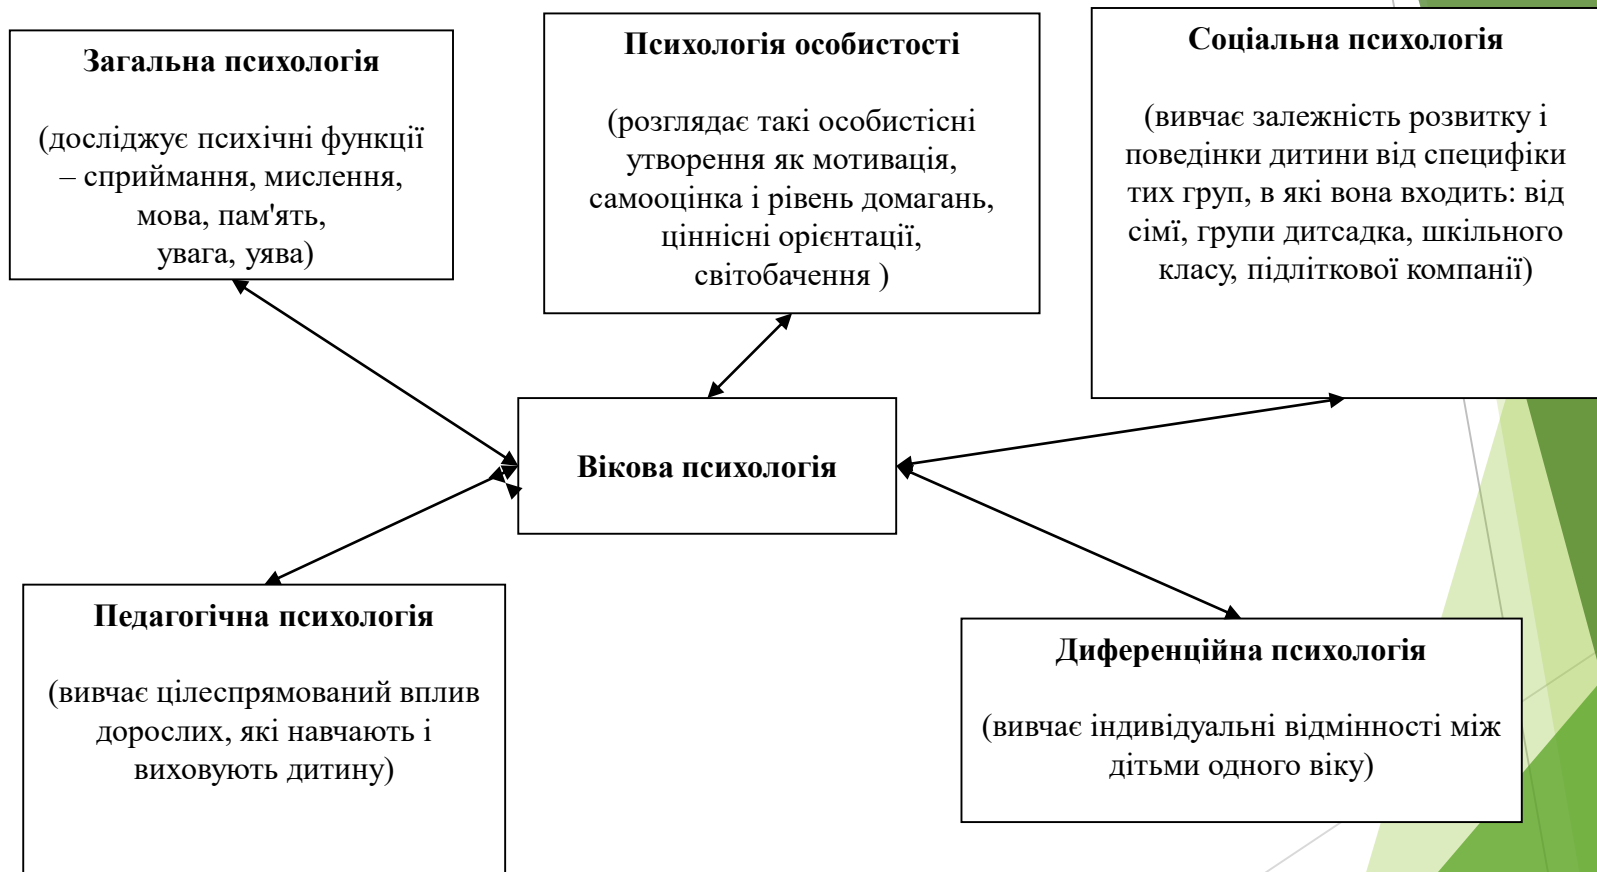 Загальна психологія
(досліджує психічні функції
– сприймання, мислення,
мова, пам'ять,
увага, уява)
Психологія особистості
(розглядає такі особистісні
утворення як мотивація,
самооцінка і рівень домагань,
ціннісні орієнтації,
світобачення )
Соціальна психологія
(вивчає залежність розвитку і
поведінки дитини від специфіки
тих груп, в які вона входить: від
сімї, групи дитсадка, шкільного
класу, підліткової компанії)
Вікова психологія
Педагогічна психологія
(вивчає цілеспрямований вплив
дорослих, які навчають і
виховують дитину)
Диференційна психологія
(вивчає індивідуальні відмінності між
дітьми одного віку)